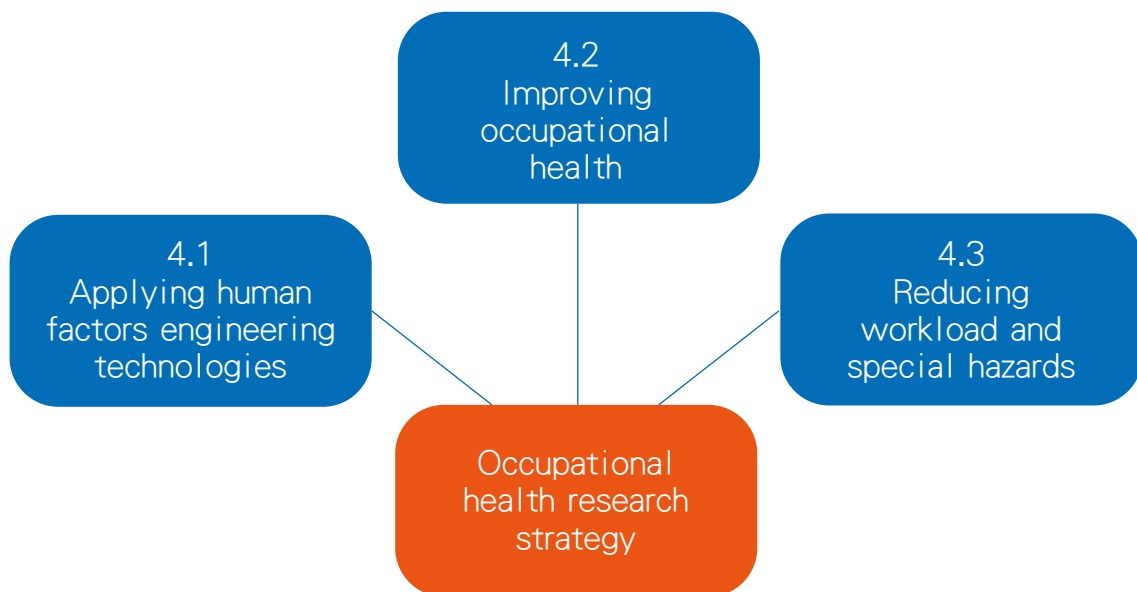 4.2
Improving
occupational
health
4.1
Applying human
factors engineering
technologies
4.3
Reducing
workload and
special hazards
Occupational
health research
strategy